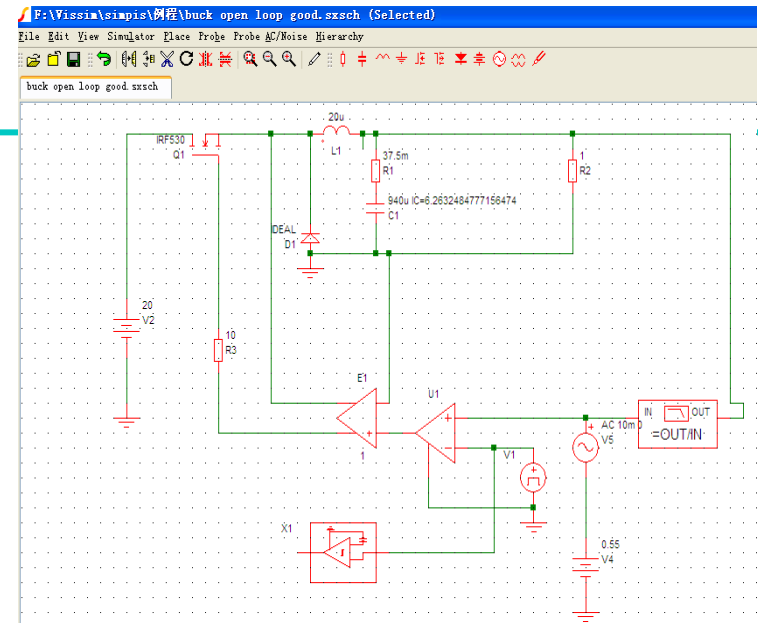 F:\Vissim\simpis\例程\buck open loop good.sxsch (Selected)
File Edit View Simulator Place Probe Probe AC/Noise Hierarchy
buck open loop good.sxsch
20u
L1
IRF530
Q1
37.5m
R1
1
R2
940u IC=6.2632484777156474
C1
IDEAL
D1
20
V2
10
R3
E1
1
U1
IN OUT
=OUT/IN
AC 10m 0
V5
V1
X1
0.55
V4